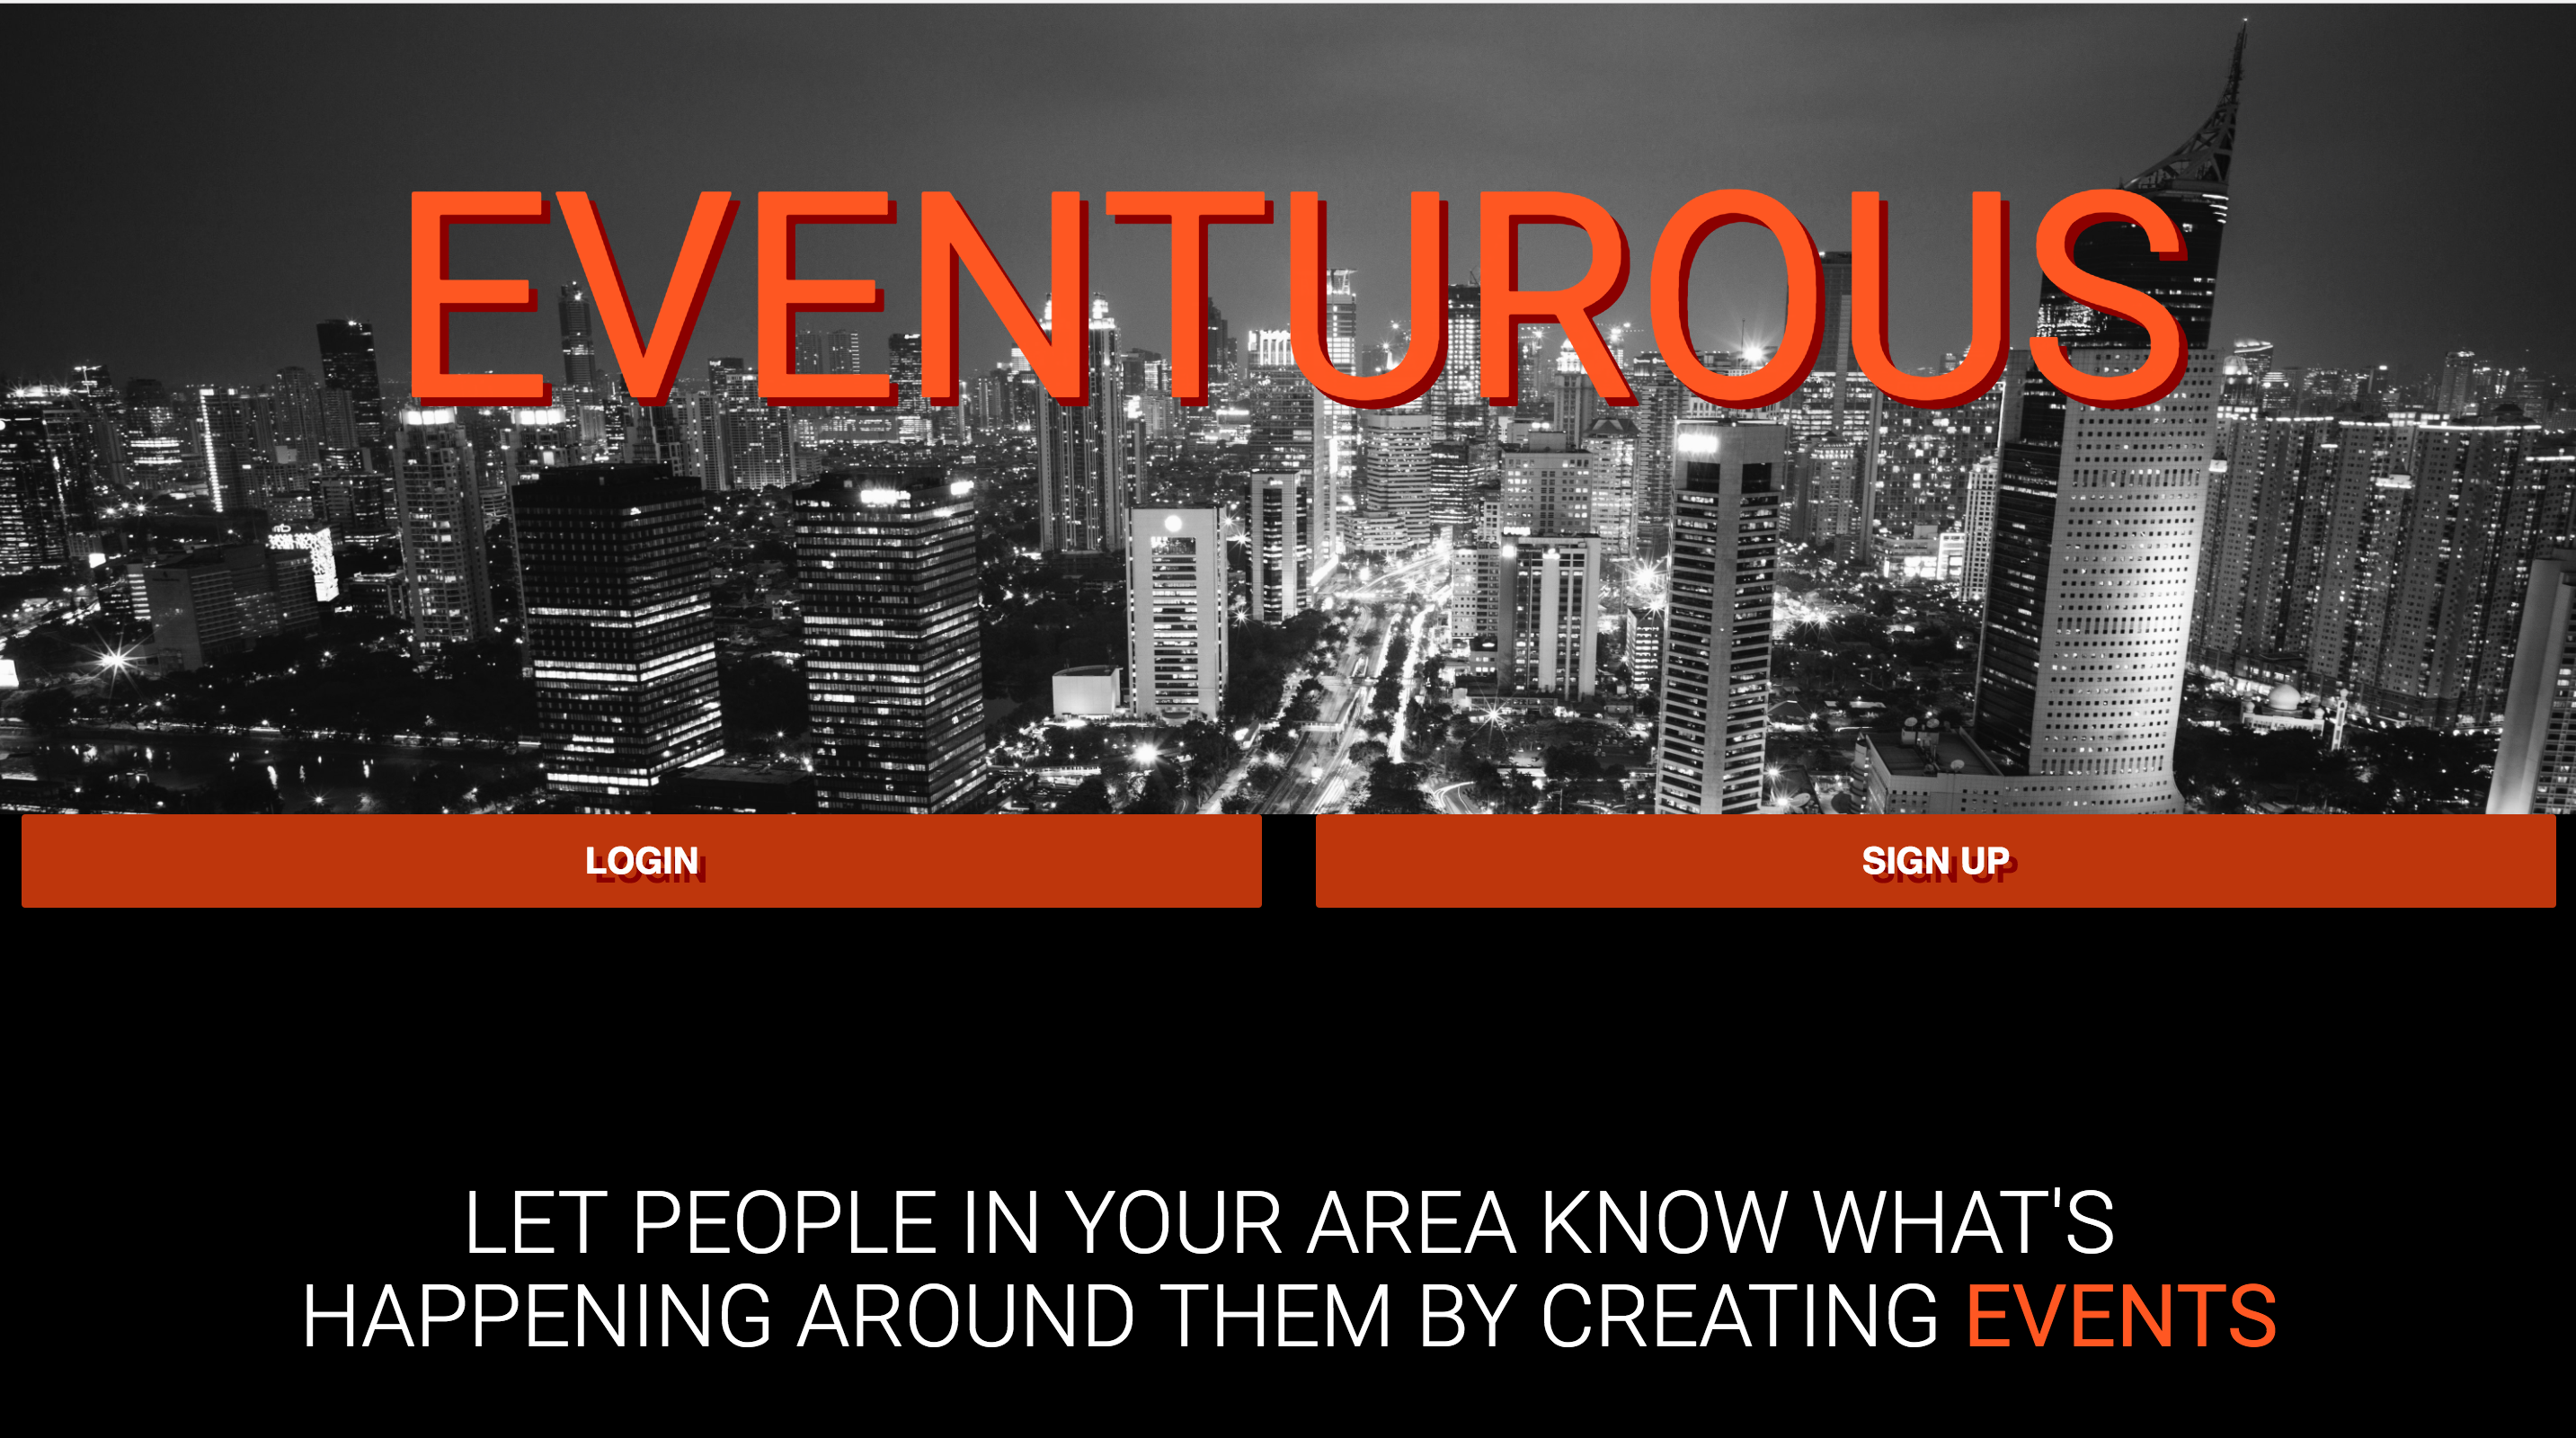 EVENTUROUS
LOGIN
SIGN UP
LET PEOPLE IN YOUR AREA KNOW WHAT'S
HAPPENING AROUND THEM BY CREATING EVENTS